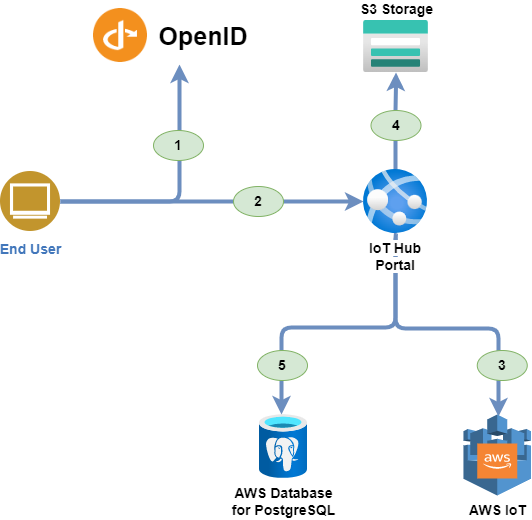 S3 Storage
OpenID
1
4
2
End User
IoT Hub
Portal
5
3
aws
AWS Database
for PostgreSQL
AWS IoT